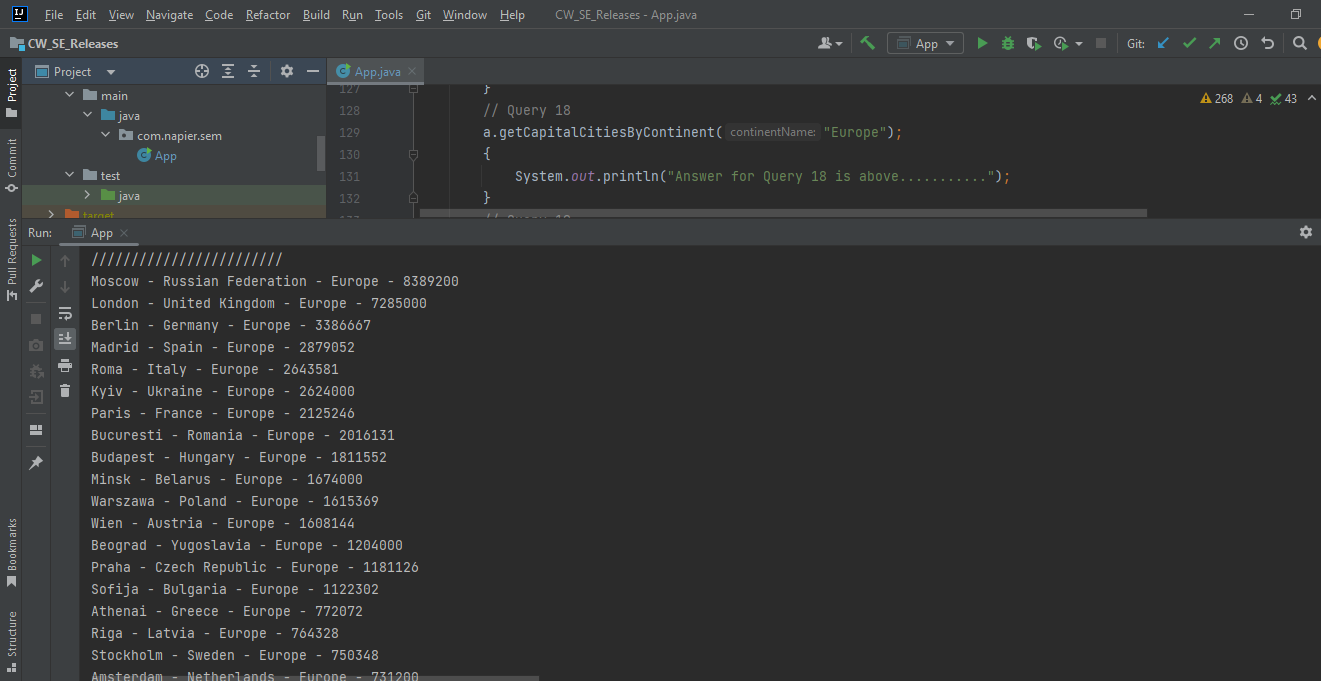 File Edit View Navigate Code Refactor Build Run Tools Git Window Help CW_SE_Releases - App.java
CW_SE_Releases
App
Git:
Project
Project
App.java
main
java
com.napier.sem
App
test
java
target
Commit
Pull Requests
Bookmarks
Structure
268 4 43
127 }
128 // Query 18
129 a.getCapitalCitiesByContinent( continentName: "Europe");
130 {
131 System.out.println("Answer for Query 18 is above...........");
132 }
Run: App
////////////////////////
Moscow - Russian Federation - Europe - 8389200
London - United Kingdom - Europe - 7285000
Berlin - Germany - Europe - 3386667
Madrid - Spain - Europe - 2879052
Roma - Italy - Europe - 2643581
Kyiv - Ukraine - Europe - 2624000
Paris - France - Europe - 2125246
Bucuresti - Romania - Europe - 2016131
Budapest - Hungary - Europe - 1811552
Minsk - Belarus - Europe - 1674000
Warszawa - Poland - Europe - 1615369
Wien - Austria - Europe - 1608144
Beograd - Yugoslavia - Europe - 1204000
Praha - Czech Republic - Europe - 1181126
Sofija - Bulgaria - Europe - 1122302
Athenai - Greece - Europe - 772072
Riga - Latvia - Europe - 764328
Stockholm - Sweden - Europe - 750348
Amsterdam - Netherlands - Europe - 731200